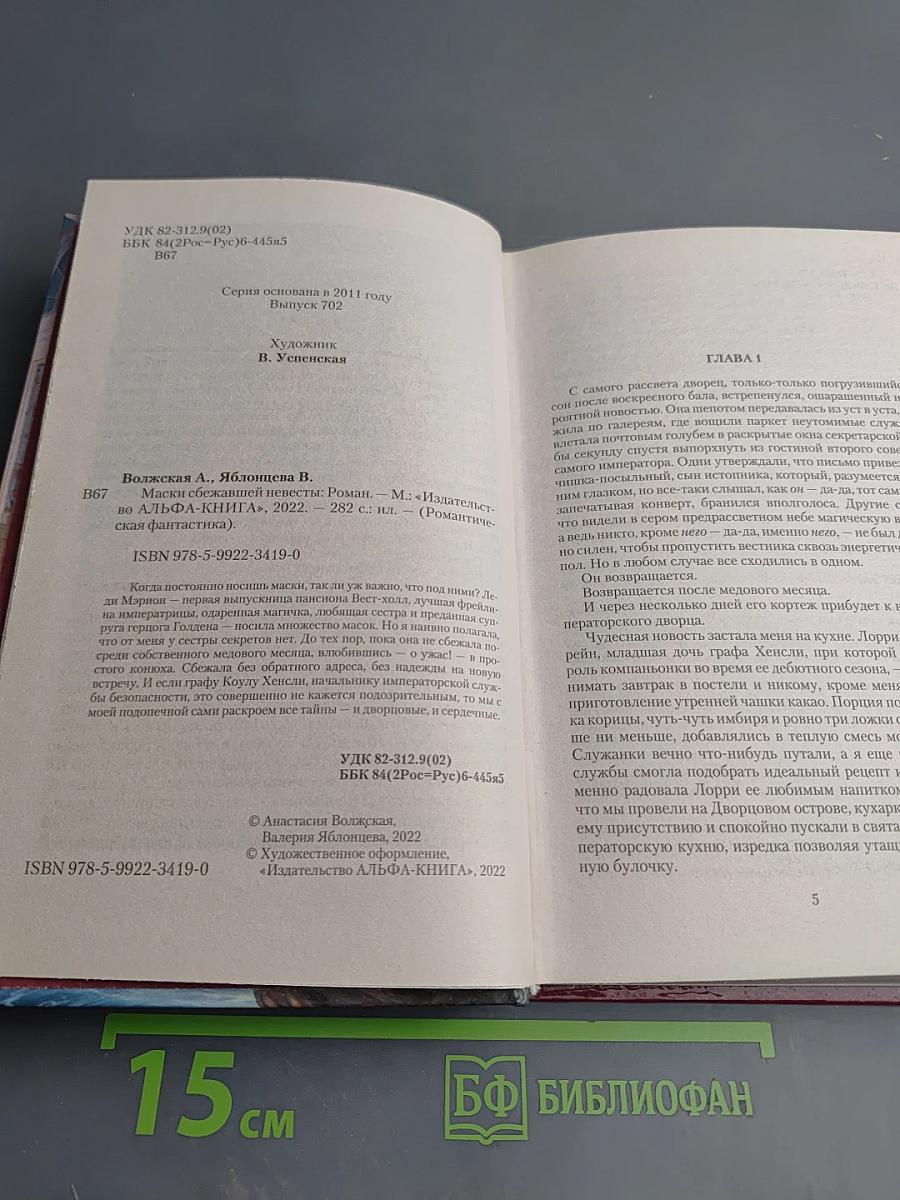 УДК 82-312.9(02)
ББК 84(2Рос=Рус)6-445я5
В67
Серия основана в 2011 году
Выпуск 702
Художник
В. Успенская
Волжская А., Яблонцева В.
В67 Маски сбежавшей невесты: Роман. — М.: «Издательст-
во АЛЬФА-КНИГА», 2022. — 282 с.: ил. — (Романтиче-
ская фантастика).
ISBN 978-5-9922-3419-0
Когда постоянно носишь маски, так ли уж важно, что под ними? Ле-
ди Мэрион — первая выпускница пансиона Вест-холл, лучшая фрейли-
на императрицы, одаренная магичка, любящая сестра и преданная суп-
руга герцога Голдена — носила множество масок. Но я наивно полагала,
что от меня у сестры секретов нет. До тех пор, пока она не сбежала по-
среди собственного медового месяца, влюбившись — о ужас! — в про-
стого конюха. Сбежала без обратного адреса, без надежды на новую
встречу. И если графу Коулу Хенсли, начальнику императорской служ-
бы безопасности, это совершенно не кажется подозрительным, то мы с
моей подопечной сами раскроем все тайны — и дворцовые, и сердечные.
УДК 82-312.9(02)
ББК 84(2Рос=Рус)6-445я5
© Анастасия Волжская,
Валерия Яблонцева, 2022
© Художественное оформление,
ISBN 978-5-9922-3419-0 «Издательство АЛЬФА-КНИГА», 2022
ГЛАВА 1
С самого рассвета дворец, только-только погрузивший
сон после воскресного бала, встрепенулся, ошарашенный
роятной новостью. Она шепотом передавалась из уст в уста,
жила по галереям, где вощили паркет неутомимые служ
влетала почтовым голубем в раскрытые окна секретарской
бы секунду спустя выпорхнуть из гостиной второго сове
самого императора. Одни утверждали, что письмо приве
чишка-посыльный, сын истопника, который, разумеется
ним глазком, но все-таки слышал, как он — да-да, тот сам
запечатывая конверт, бранился вполголоса. Другие
что видели в сером предрассветном небе магическую
а ведь никто, кроме него — да-да, именно него, — не был
но силен, чтобы пропустить вестника сквозь энергетич
пол. Но в любом случае все сходились в одном.
Он возвращается.
Возвращается после медового месяца.
И через несколько дней его кортеж прибудет к
ператорского дворца.
Чудесная новость застала меня на кухне. Лорри
рейн, младшая дочь графа Хенсли, при которой
роль компаньонки во время ее дебютного сезона, —
нимать завтрак в постели и никому, кроме меня
приготовление утренней чашки какао. Порция по
ка корицы, чуть-чуть имбиря и ровно три ложки
ше ни меньше, добавлялись в теплую смесь мо
Служанки вечно что-нибудь путали, а я еще
службы смогла подобрать идеальный рецепт и
менно радовала Лорри ее любимым напитком
что мы провели на Дворцовом острове, кухарк
ему присутствию и спокойно пускали в свята
ператорскую кухню, изредка позволяя утащ
ную булочку.
5
15 см
БФ БИБЛИОФАН